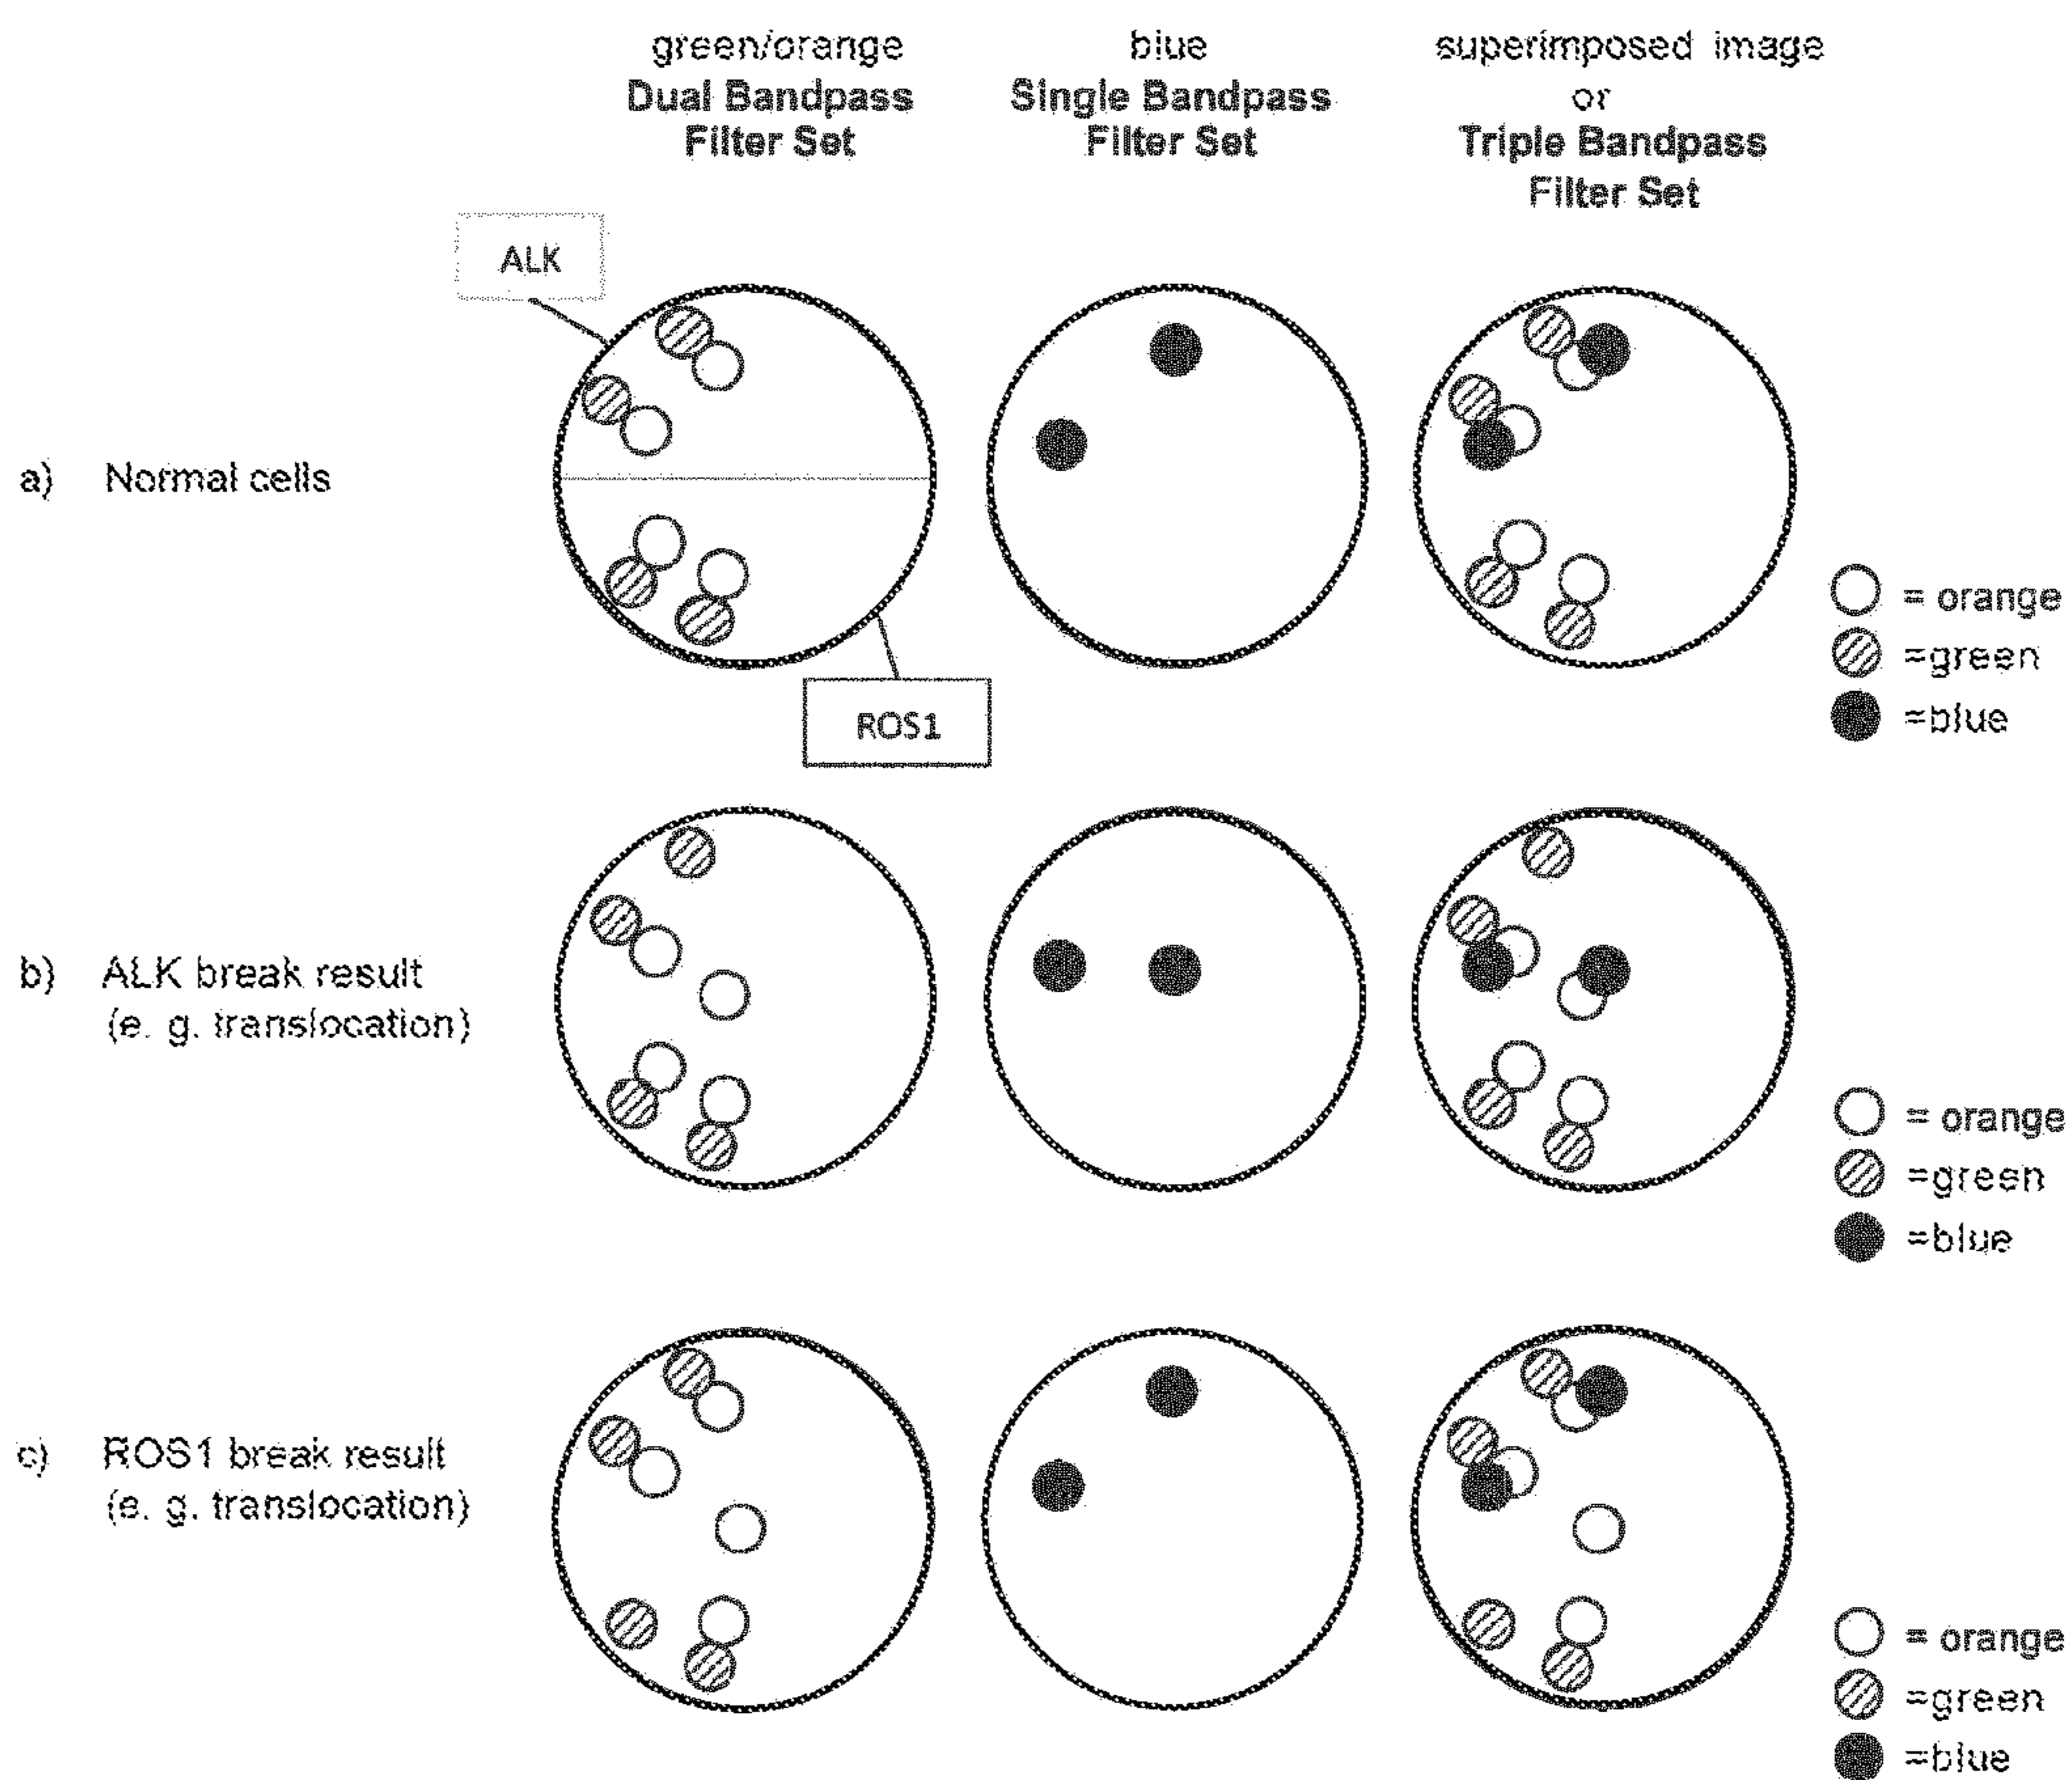 green/orange
Dual Bandpass
Filter Set
blue
Single Bandpass
Filter Set
superimposed image
or
Triple Bandpass
Filter Set
ALK
a) Normal cells
ROS1
= orange
=green
=blue
b) ALK break result
(e. g. translocation)
= orange
=green
=blue
c) ROS1 break result
(e. g. translocation)
= orange
=green
=blue